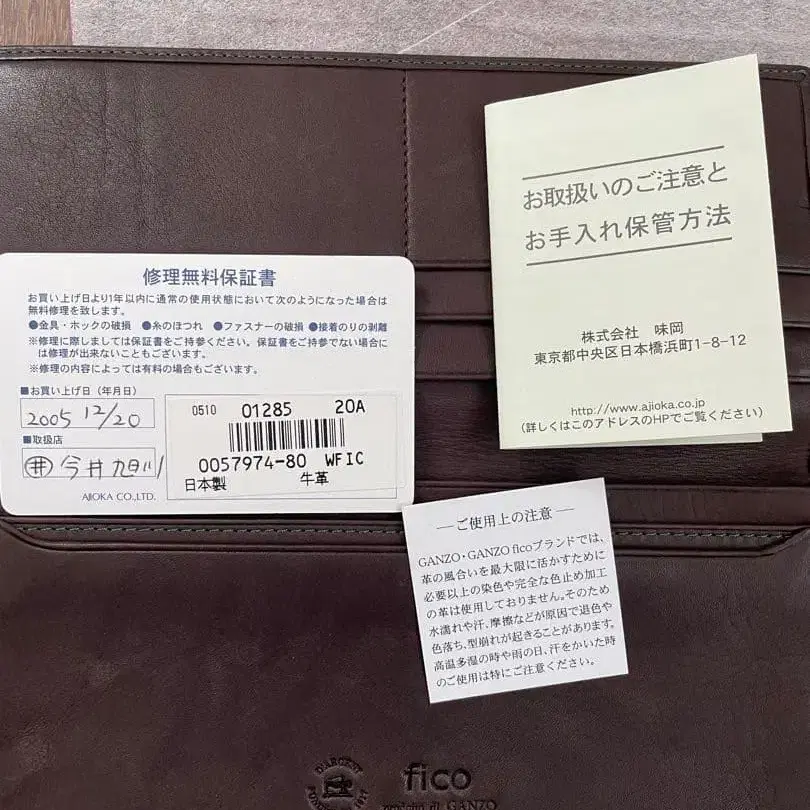 修理無料保証書
お買い上げ日より1年以内に通常の使用状態において次のようになった場合は
無料修理を致します。
●金具・ホックの破損 ●糸のほつれ ●ファスナーの破損 ●接着のりの剥離
※修理に際しましては保証書をご持参ください。保証書をご持参でない場合に
は修理が出来ないこともございます。
※修理の内容によっては有料の場合もございます。
■お買い上げ日（年月日）
2005 12/20
■取扱店
井 今井 旭川
AJIOKA CO.,LTD.
0510 01285 20A
0057974-80 WFIC
日本製 牛革
お取扱いのご注意と
お手入れ保管方法
株式会社 味岡
東京都中央区日本橋浜町1-8-12
http://www.ajioka.co.jp
（詳しくはこのアドレスのHPでご覧ください）
―ご使用上の注意―
GANZO・GANZO ficoブランドでは、
革の風合いを最大限に活かすために
必要以上の染色や完全な色止め加工
の革は使用しておりません。そのため
水濡れや汗、摩擦などが原因で退色や
色落ち、型崩れが起きることがあります。
高温多湿の時や雨の日、汗をかいた時
のご使用は特にご注意ください。
D'ARGENT
fico
di GANZO